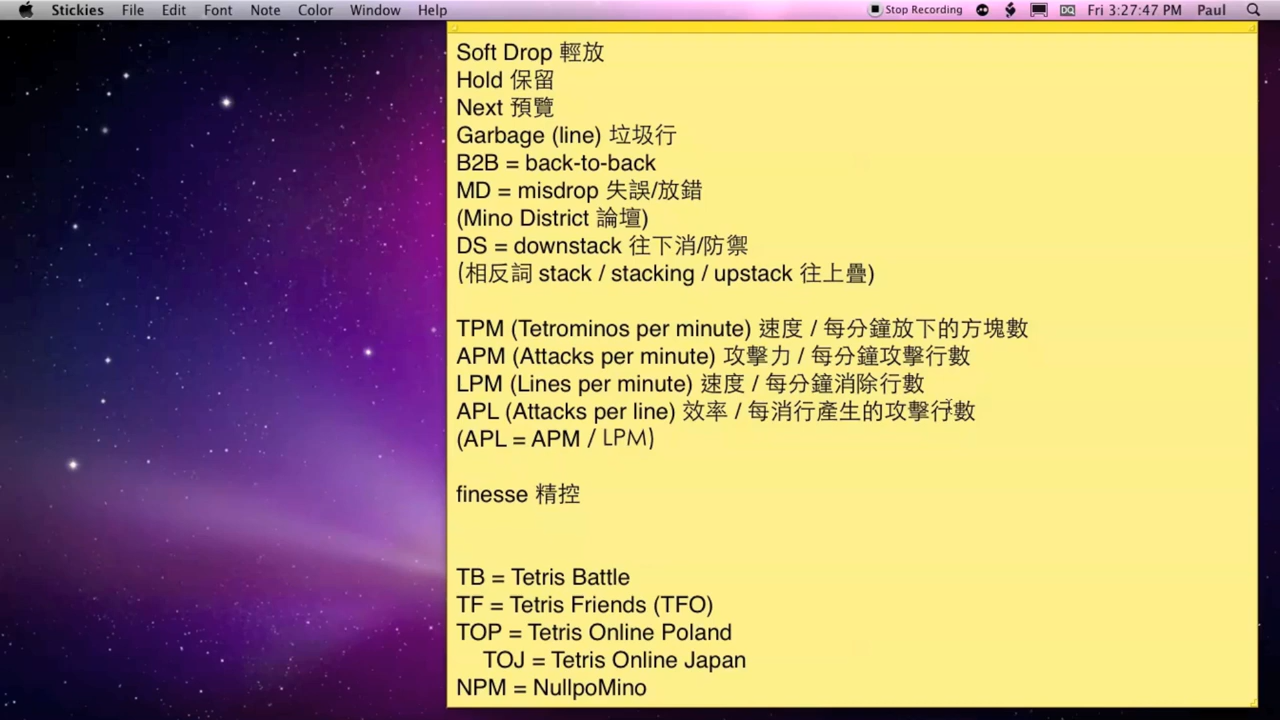 Stickies File Edit Font Note Color Window Help Stop Recording DQ Fri 3:27:47 PM Paul
Soft Drop 輕放
Hold 保留
Next 預覽
Garbage (line) 垃圾行
B2B = back-to-back
MD = misdrop 失誤/放錯
(Mino District 論壇)
DS = downstack 往下消/防禦
(相反詞 stack / stacking / upstack 往上疊)
TPM (Tetrominos per minute) 速度 / 每分鐘放下的方塊數
APM (Attacks per minute) 攻擊力 / 每分鐘攻擊行數
LPM (Lines per minute) 速度 / 每分鐘消除行數
APL (Attacks per line) 效率 / 每消行產生的攻擊行數
(APL = APM / LPM)
finesse 精控
TB = Tetris Battle
TF = Tetris Friends (TFO)
TOP = Tetris Online Poland
TOJ = Tetris Online Japan
NPM = NullpoMino